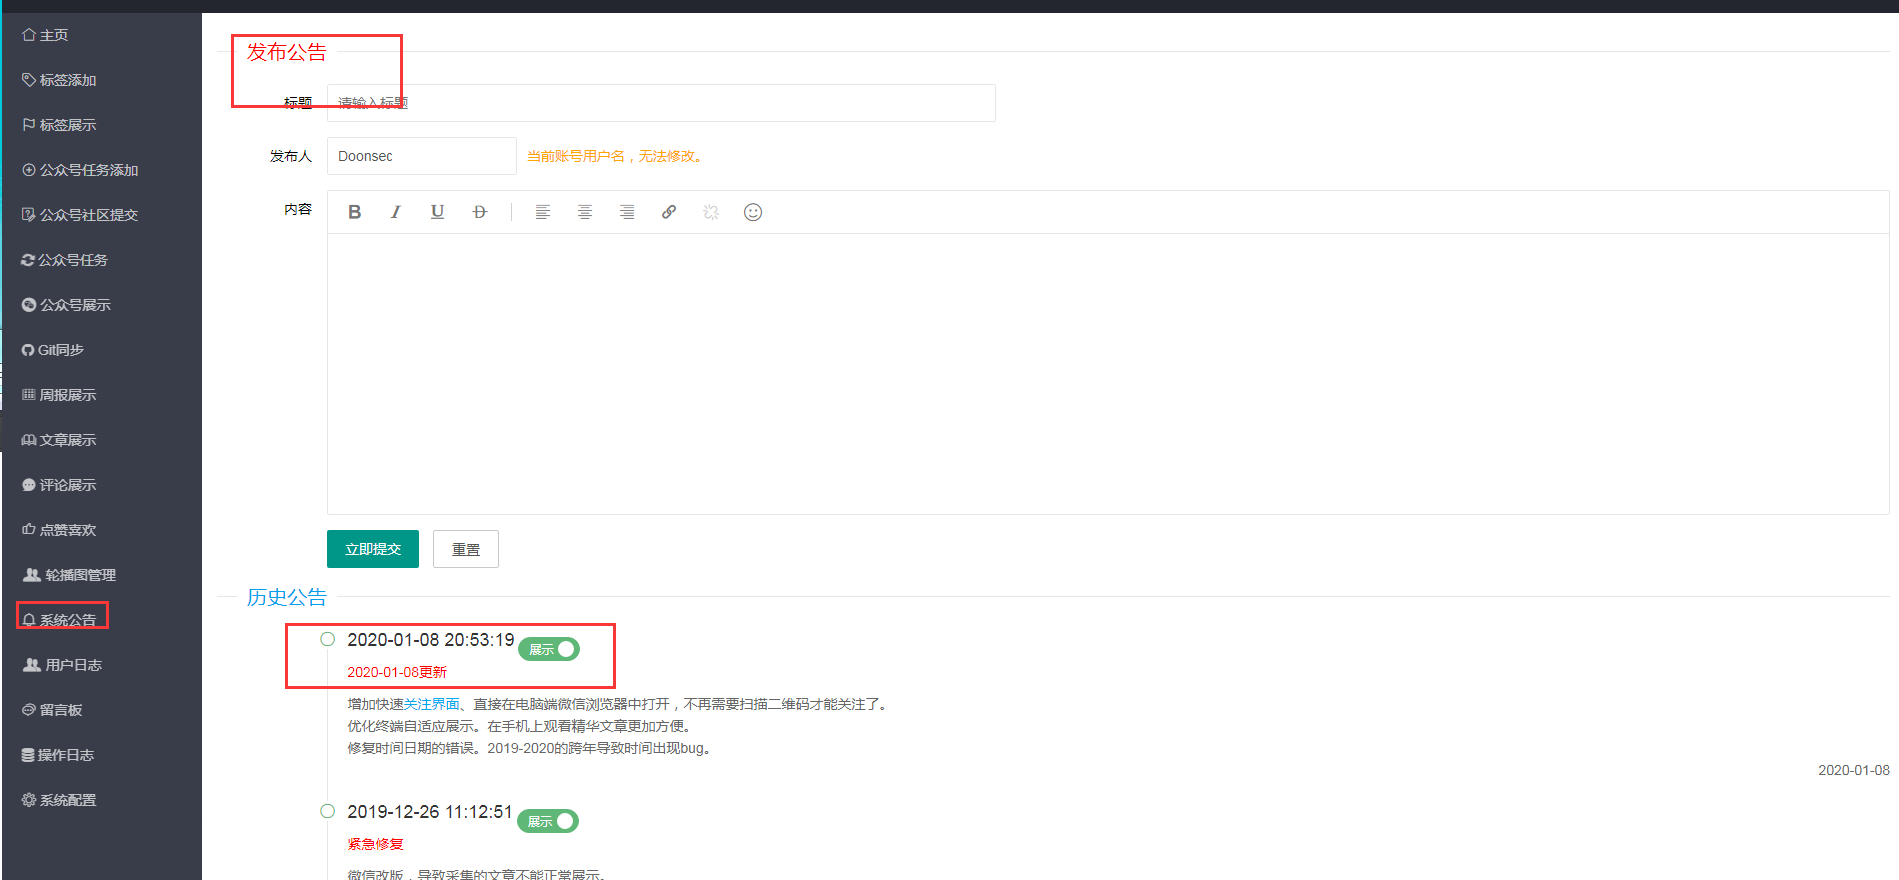 主页
标签添加
标签展示
公众号任务添加
公众号社区提交
公众号任务
公众号展示
Git同步
周报展示
文章展示
评论展示
点赞喜欢
轮播图管理
系统公告
用户日志
留言板
操作日志
系统配置
发布公告
标题 请输入标题
发布人 Doonsec 当前账号用户名，无法修改。
内容 B I U D
立即提交 重置
历史公告
2020-01-08 20:53:19 展示
2020-01-08更新
增加快速关注界面、直接在电脑端微信浏览器中打开，不再需要扫描二维码才能关注了。
优化终端自适应展示。在手机上观看精华文章更加方便。
修复时间日期的错误。2019-2020的跨年导致时间出现bug。
2020-01-08
2019-12-26 11:12:51 展示
紧急修复
微信改版，导致采集的文章不能正常展示。